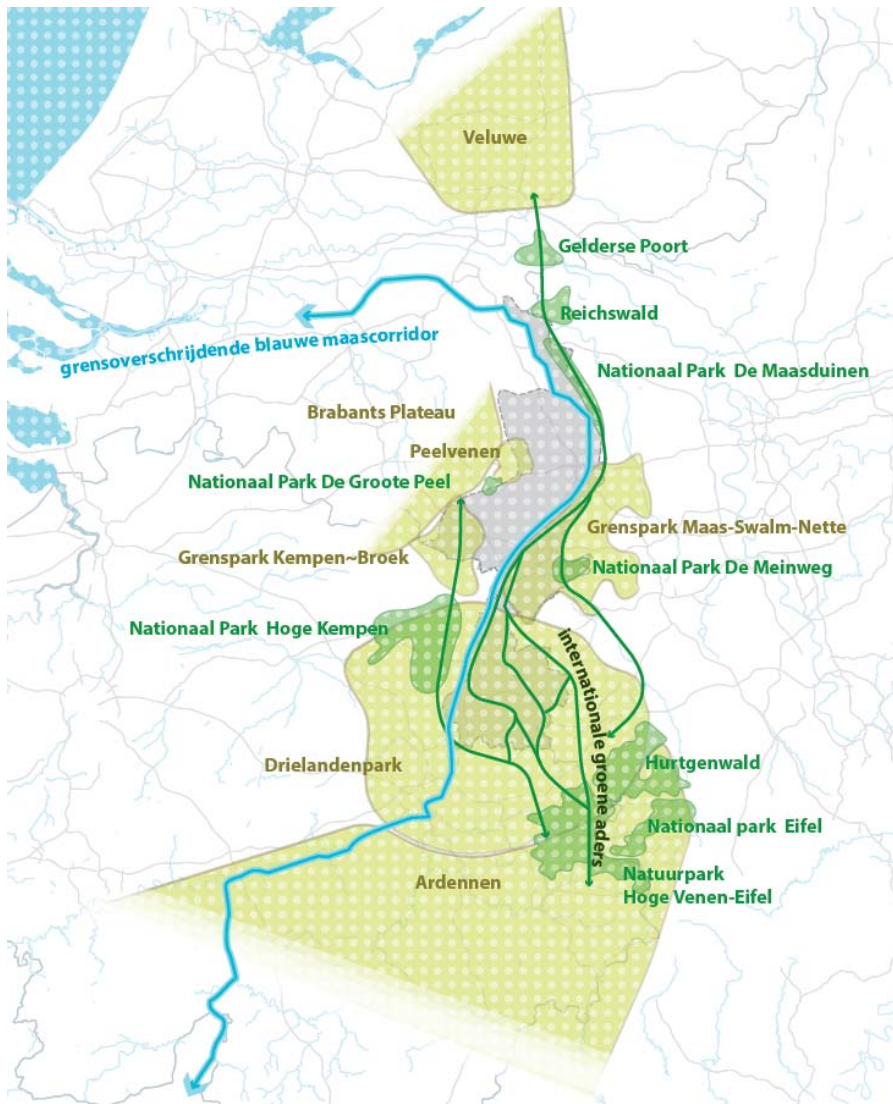 Veluwe
Gelderse Poort
Reichswald
grensoverschrijdende blauwe maascorridor
Nationaal Park De Maasduinen
Brabants Plateau
Peelvenen
Nationaal Park De Groote Peel
Grenspark Maas-Swalm-Nette
Grenspark Kempen~Broek
Nationaal Park De Meinweg
Nationaal Park Hoge Kempen
internationale groene aders
Drielandenpark
Hurtgenwald
Nationaal park Eifel
Ardennen
Natuurpark
Hoge Venen-Eifel